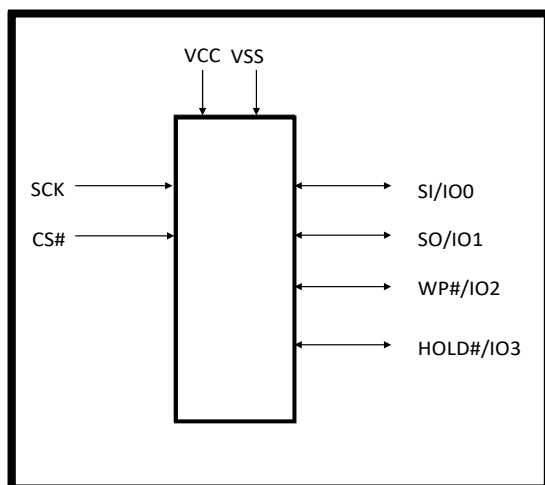 VCC VSS
SCK
SI/IO0
CS#
SO/IO1
WP#/IO2
HOLD#/IO3